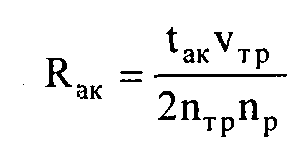 R_ак = t_ак v_тр / 2n_тр n_р